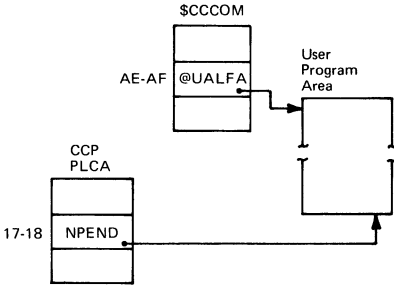 $CCCOM
AE-AF @UALFA
User
Program
Area
CCP
PLCA
17-18 NPEND